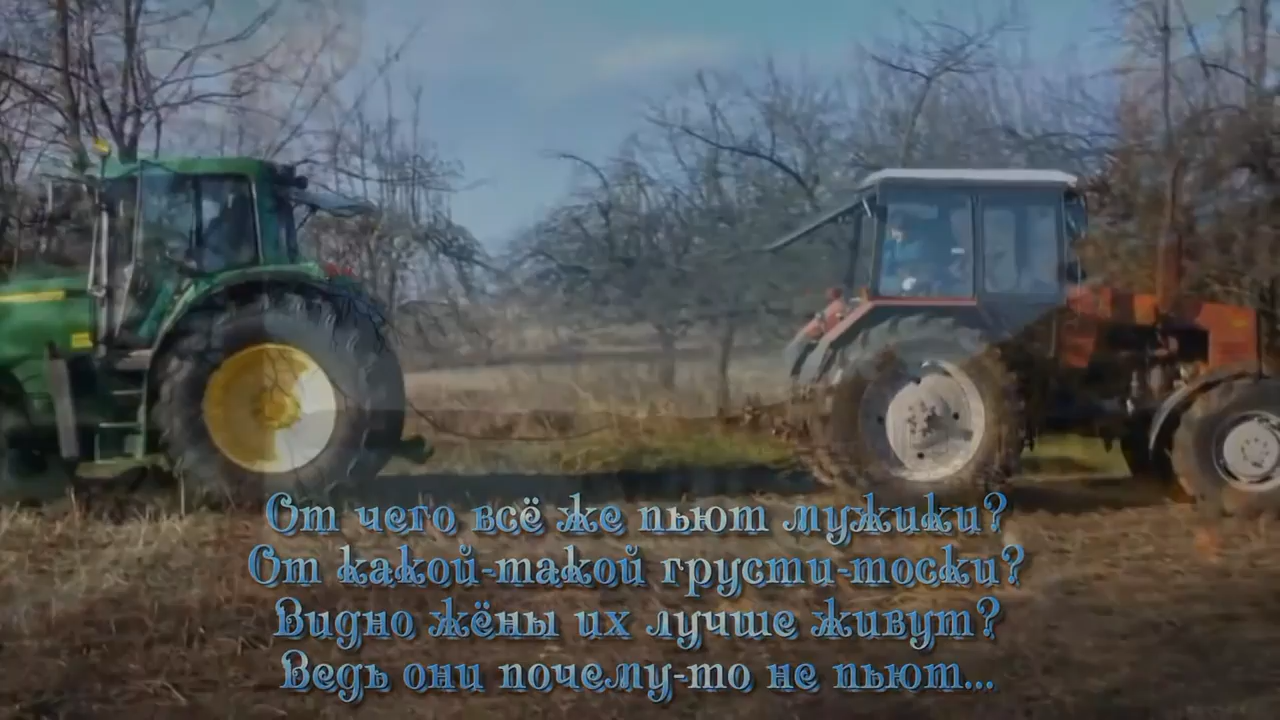 От чего всё же пьют мужики?
От какой-такой грусти-тоски?
Видно жёны их лучше живут?
Ведь они почему-то не пьют...